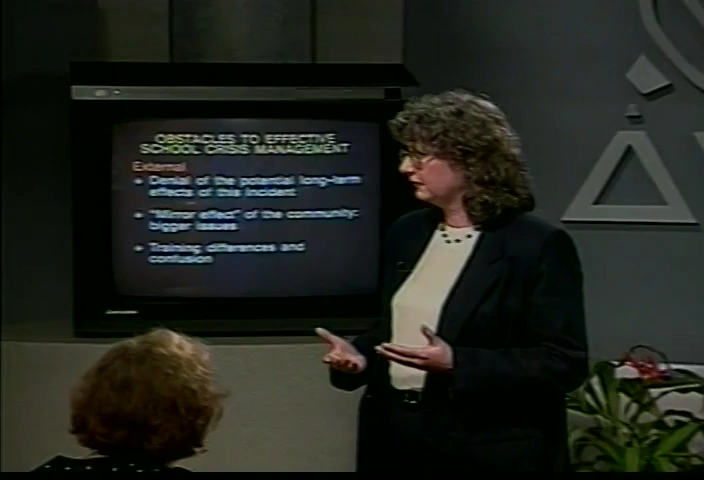 OBSTACLES TO EFFECTIVE
SCHOOL CRISIS MANAGEMENT
External
• Denial of the potential long-term
effects of this incident
• "Mirror effect" of the community:
bigger issues
• Training differences and
confusion